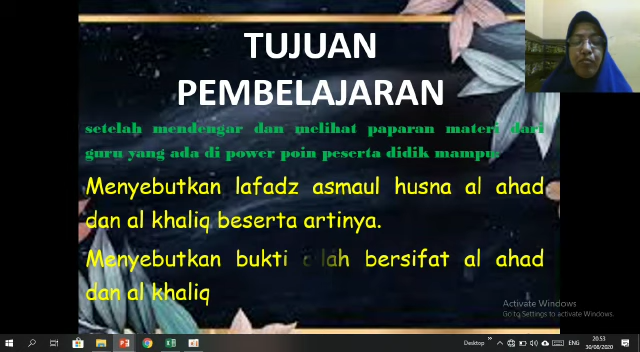 TUJUAN
PEMBELAJARAN
setelah mendengar dan melihat paparan materi dari
guru yang ada di power poin peserta didik mampu:
Menyebutkan lafadz asmaul husna al ahad
dan al khaliq beserta artinya.
Menyebutkan bukti bersifat al ahad
dan al khaliq
Activate Windows
Go to Settings to activate Windows.
Desktop
ENG
20.53
30/08/2020